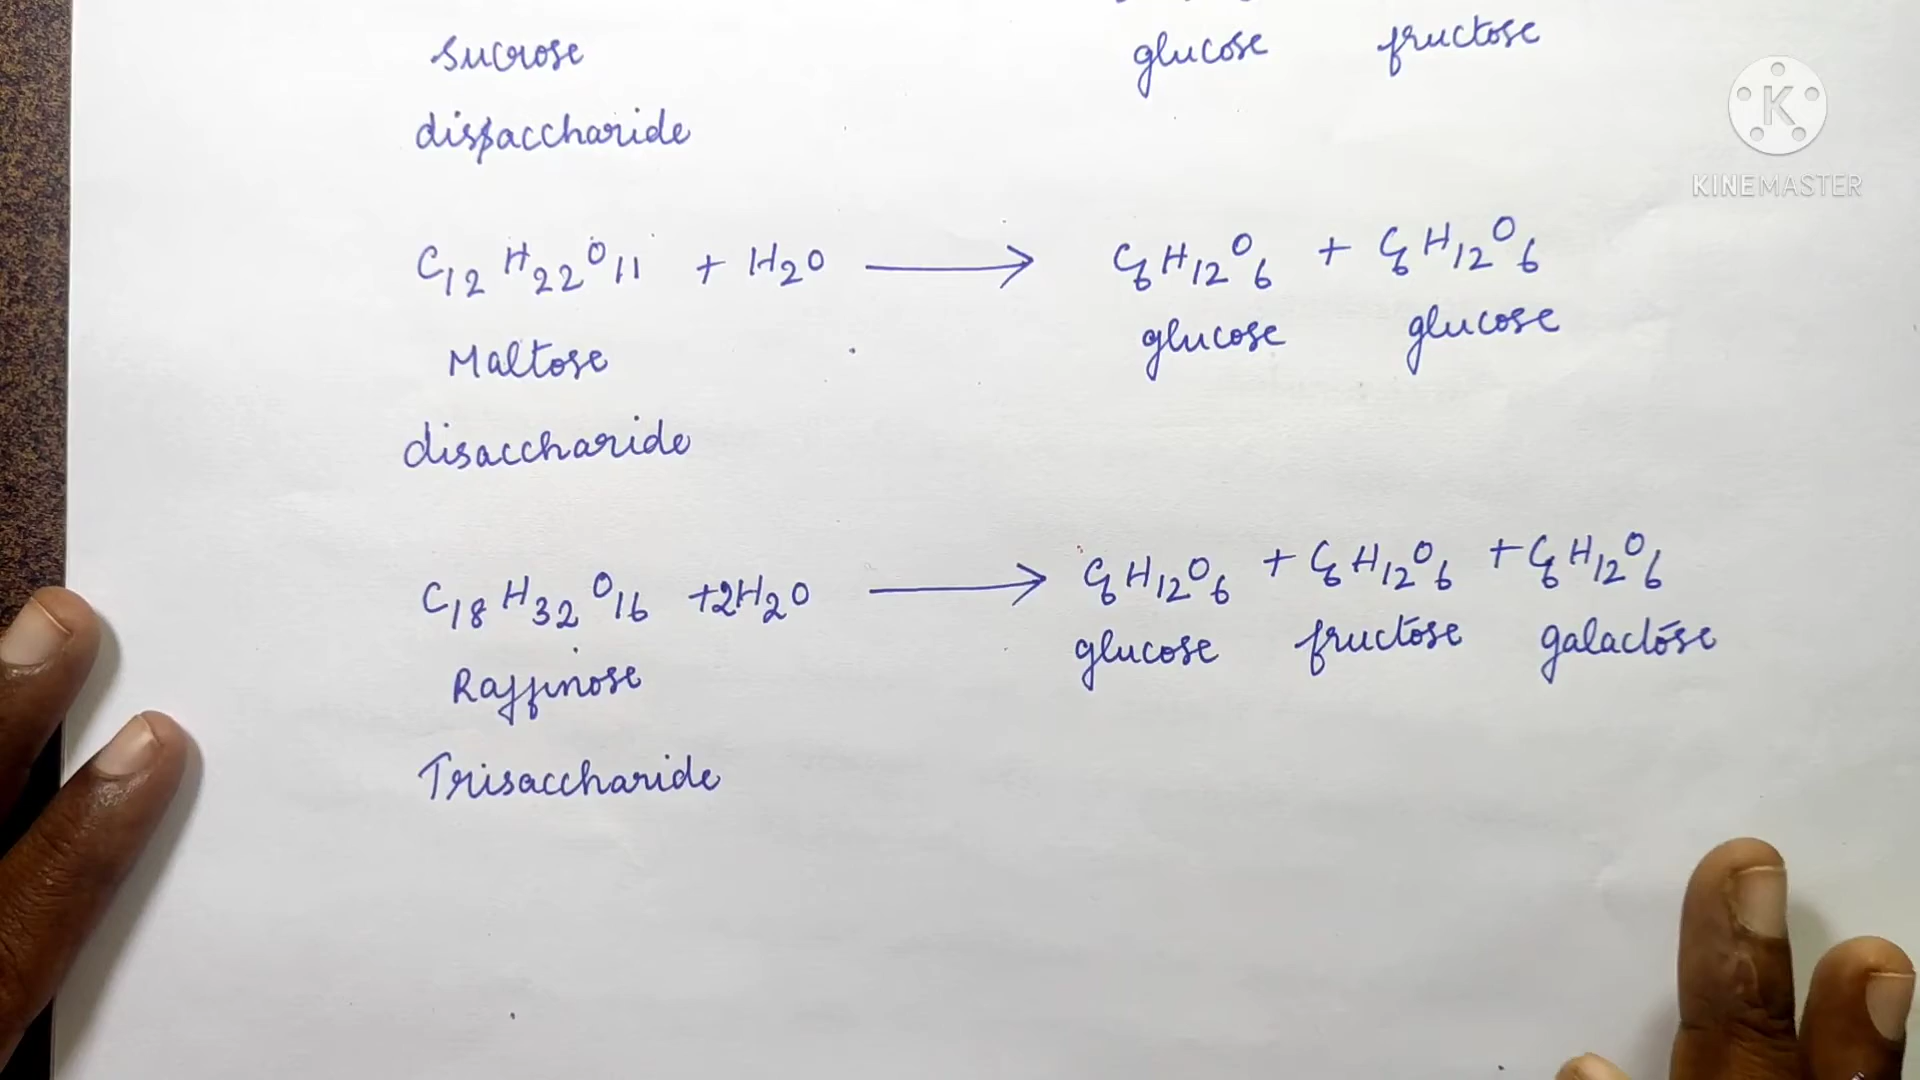 sucrose glucose fructose
disaccharide
C12H22O11 + H2O → C6H12O6 + C6H12O6
Maltose glucose glucose
disaccharide
C18H32O16 +2H2O → C6H12O6 + C6H12O6 + C6H12O6
Raffinose glucose fructose galactose
Trisaccharide
K
KINEMASTER